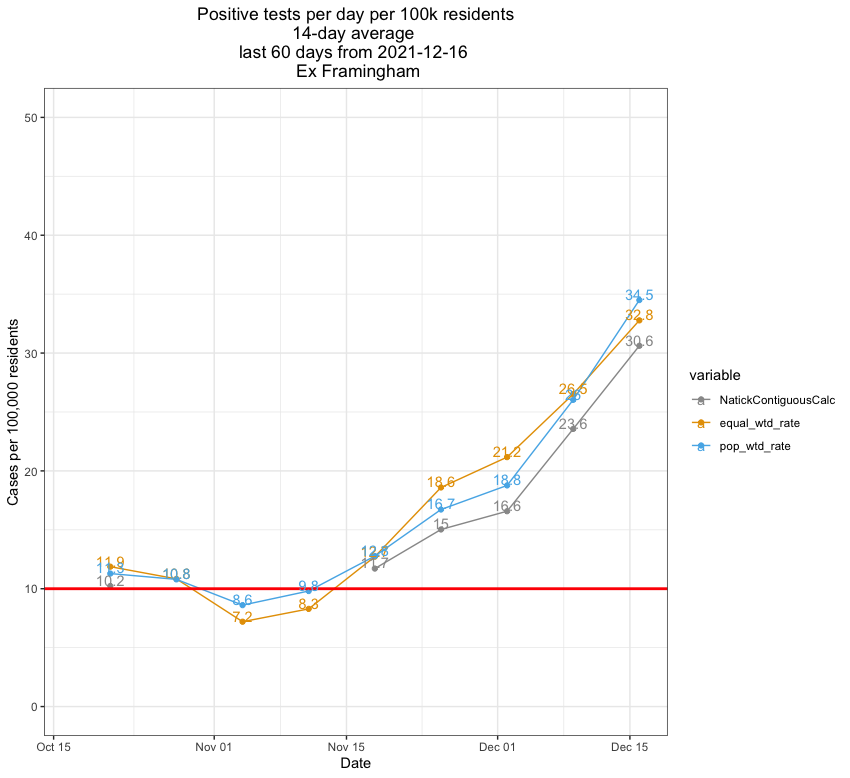 Positive tests per day per 100k residents
14-day average
last 60 days from 2021-12-16
Ex Framingham
Cases per 100,000 residents
50
40
30
20
10
0
34.5
32.8
30.6
26.5
26
23.6
21.2
18.8
16.6
18.6
16.7
15
11.7
11.9
11.3
10.2
10.8
8.6
7.2
9.8
8.3
Oct 15
Nov 01
Nov 15
Dec 01
Dec 15
Date
variable
a NatickContiguousCalc
a equal_wtd_rate
a pop_wtd_rate